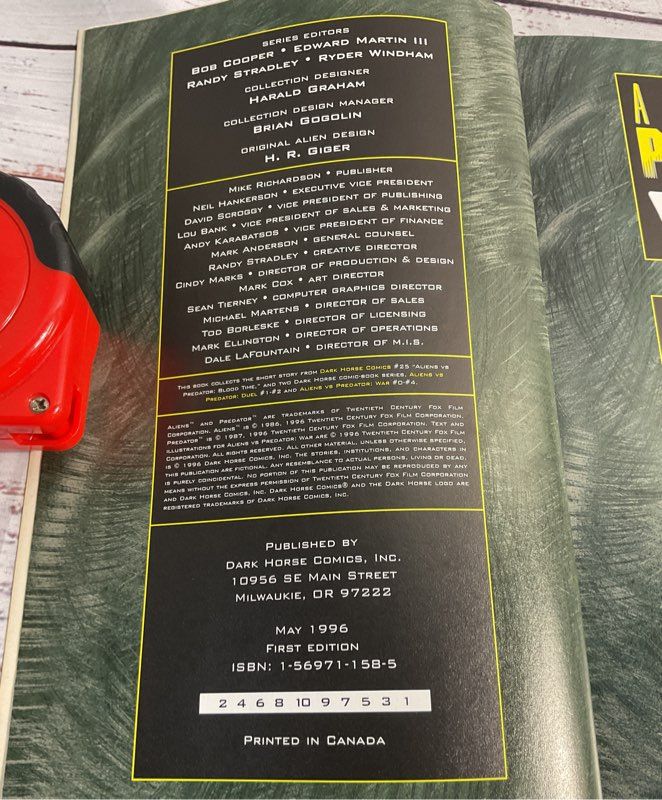 SERIES EDITORS
BOB COOPER • EDWARD MARTIN III
RANDY STRADLEY • RYDER WINDHAM
COLLECTION DESIGNER
HARALD GRAHAM
COLLECTION DESIGN MANAGER
BRIAN GOGOLIN
ORIGINAL ALIEN DESIGN
H. R. GIGER
MIKE RICHARDSON • PUBLISHER
NEIL HANKERSON • EXECUTIVE VICE PRESIDENT
DAVID SCROGGY • VICE PRESIDENT OF PUBLISHING
LOU BANK • VICE PRESIDENT OF SALES & MARKETING
ANDY KARABATSOS • VICE PRESIDENT OF FINANCE
MARK ANDERSON • GENERAL COUNSEL
RANDY STRADLEY • CREATIVE DIRECTOR
CINDY MARKS • DIRECTOR OF PRODUCTION & DESIGN
MARK COX • ART DIRECTOR
SEAN TIERNEY • COMPUTER GRAPHICS DIRECTOR
MICHAEL MARTENS • DIRECTOR OF SALES
TOD BORLESKE • DIRECTOR OF LICENSING
MARK ELLINGTON • DIRECTOR OF OPERATIONS
DALE LAFOUNTAIN • DIRECTOR OF M.I.S.
THIS BOOK COLLECTS THE SHORT STORY FROM DARK HORSE COMICS #25 "ALIENS VS
PREDATOR: BLOOD TIME," AND TWO DARK HORSE COMIC-BOOK SERIES, ALIENS VS
PREDATOR: DUEL #1-#2 AND ALIENS VS PREDATOR: WAR #0-#4.
ALIENS™ AND PREDATOR™ ARE TRADEMARKS OF TWENTIETH CENTURY FOX FILM
CORPORATION. ALIENS™ IS © 1986, 1996 TWENTIETH CENTURY FOX FILM CORPORATION.
PREDATOR™ IS © 1987, 1996 TWENTIETH CENTURY FOX FILM CORPORATION. TEXT AND
ILLUSTRATIONS FOR ALIENS VS PREDATOR: WAR ARE © 1996 TWENTIETH CENTURY FOX FILM
CORPORATION. ALL RIGHTS RESERVED. ALL OTHER MATERIAL, UNLESS OTHERWISE SPECIFIED,
IS © 1996 DARK HORSE COMICS, INC. THE STORIES, INSTITUTIONS, AND CHARACTERS IN
THIS PUBLICATION ARE FICTIONAL. ANY RESEMBLANCE TO ACTUAL PERSONS, LIVING OR DEAD,
IS PURELY COINCIDENTAL. NO PORTION OF THIS PUBLICATION MAY BE REPRODUCED BY ANY
MEANS WITHOUT THE EXPRESS PERMISSION OF TWENTIETH CENTURY FOX FILM CORPORATION
AND DARK HORSE COMICS, INC. DARK HORSE COMICS® AND THE DARK HORSE LOGO ARE
REGISTERED TRADEMARKS OF DARK HORSE COMICS, INC.
PUBLISHED BY
DARK HORSE COMICS, INC.
10956 SE MAIN STREET
MILWAUKIE, OR 97222
MAY 1996
FIRST EDITION
ISBN: 1-56971-158-5
2 4 6 8 10 9 7 5 3 1
PRINTED IN CANADA